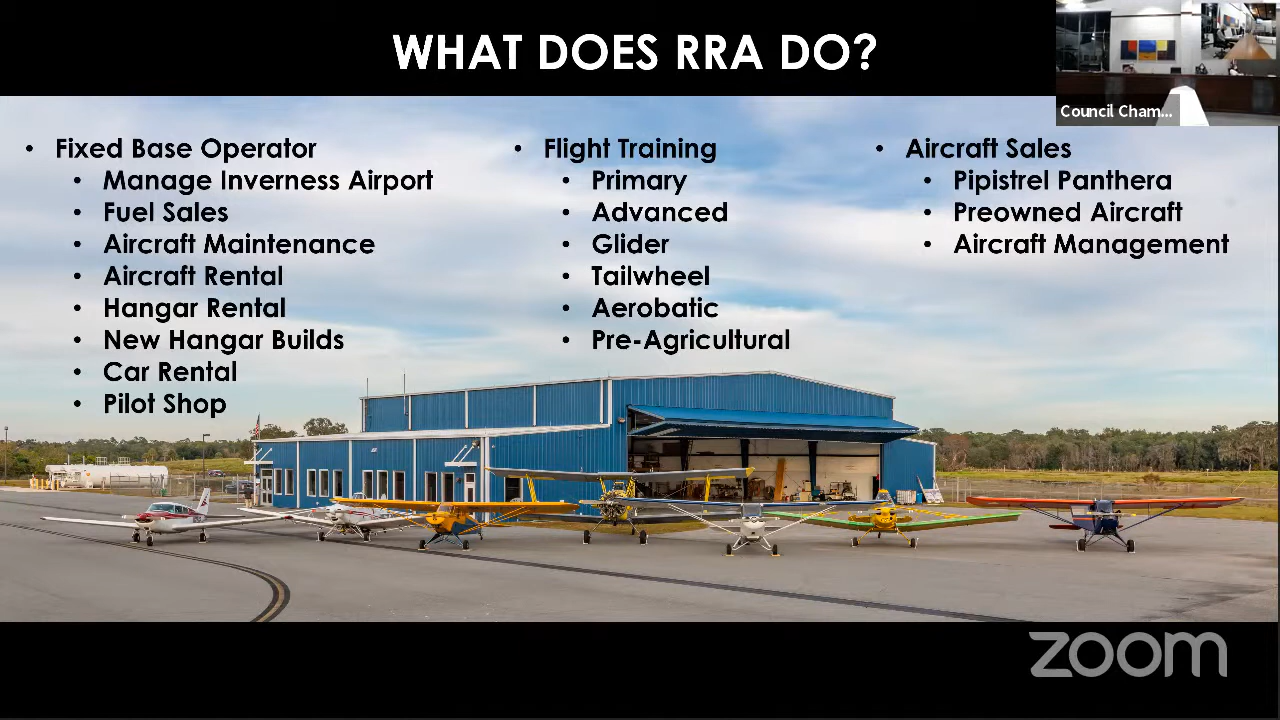 WHAT DOES RRA DO?
Council Cham...
• Fixed Base Operator
• Manage Inverness Airport
• Fuel Sales
• Aircraft Maintenance
• Aircraft Rental
• Hangar Rental
• New Hangar Builds
• Car Rental
• Pilot Shop
• Flight Training
• Primary
• Advanced
• Glider
• Tailwheel
• Aerobatic
• Pre-Agricultural
• Aircraft Sales
• Pipistrel Panthera
• Preowned Aircraft
• Aircraft Management
zoom